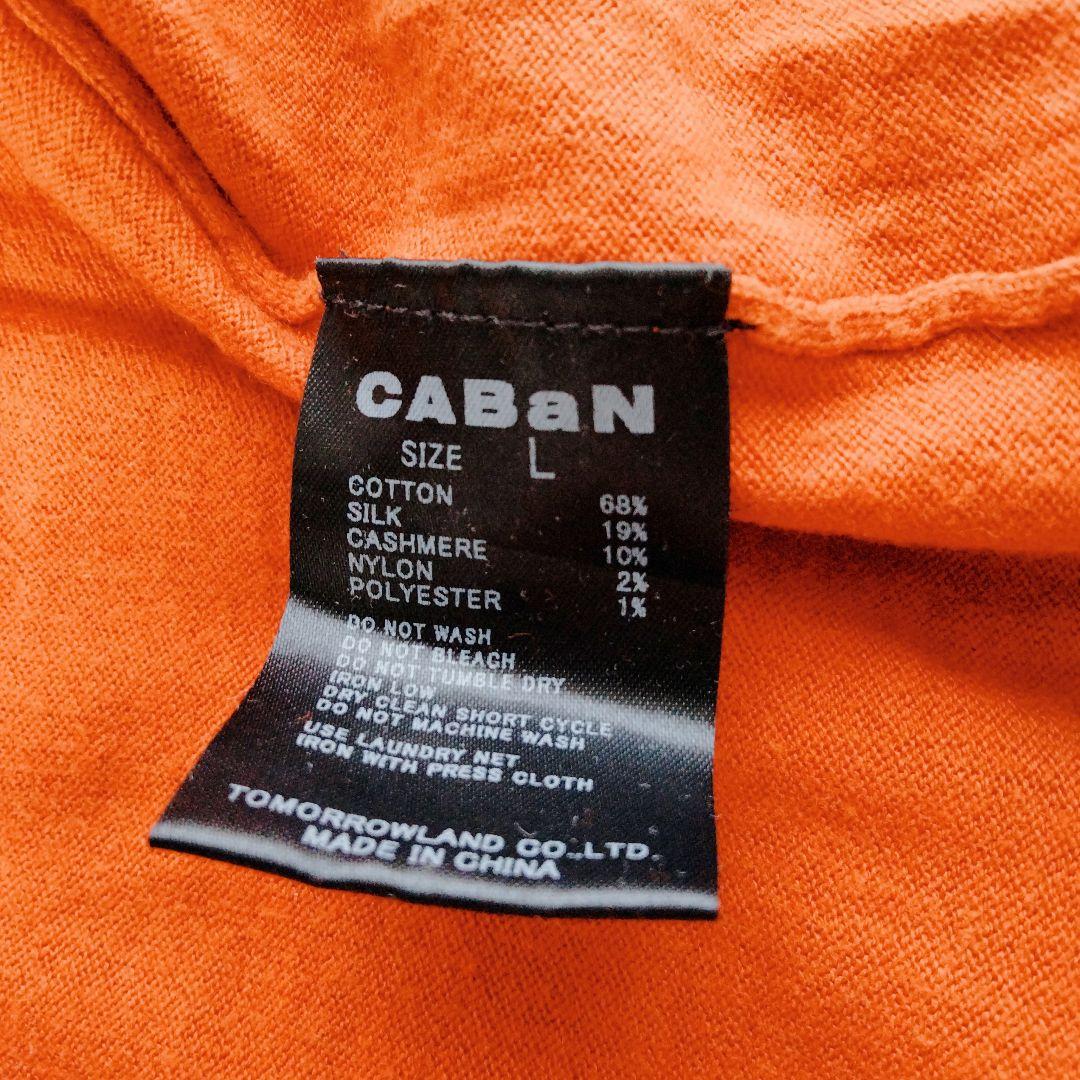 CABaN
SIZE L
COTTON 68%
SILK 19%
CASHMERE 10%
NYLON 2%
POLYESTER 1%
DO NOT WASH
DO NOT BLEACH
DO NOT TUMBLE DRY
IRON LOW
DRY CLEAN SHORT CYCLE
DO NOT MACHINE WASH
USE LAUNDRY NET
IRON WITH PRESS CLOTH
TOMORROWLAND CO.,LTD.
MADE IN CHINA